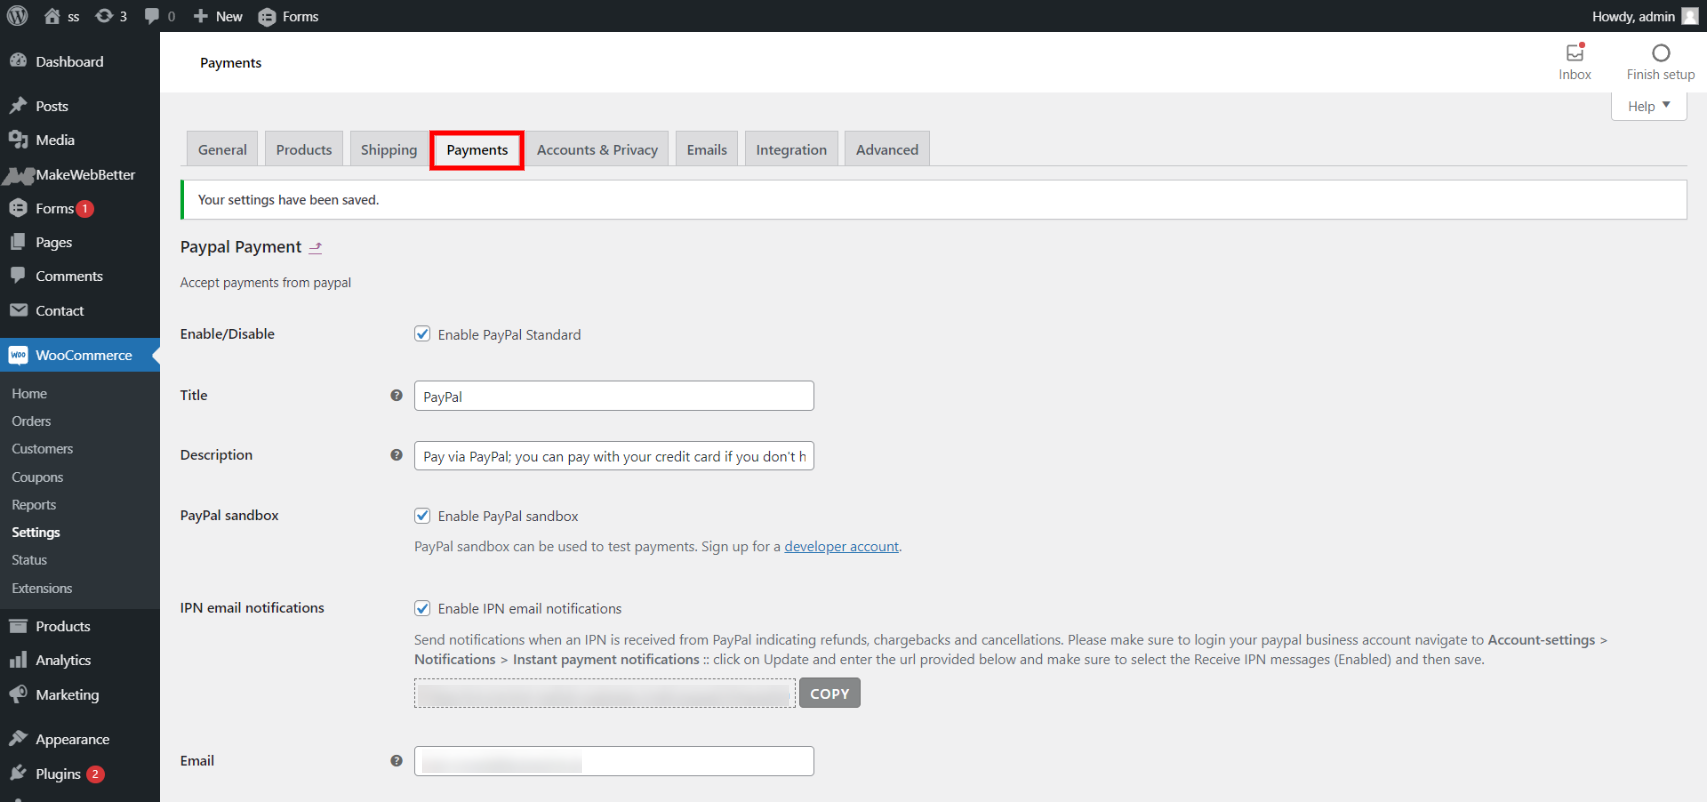 ss 3 0 New Forms Howdy, admin
Dashboard
Posts
Media
MakeWebBetter
Forms 1
Pages
Comments
Contact
WooCommerce
Home
Orders
Customers
Coupons
Reports
Settings
Status
Extensions
Products
Analytics
Marketing
Appearance
Plugins 2
Payments
Inbox
Finish setup
Help
General Products Shipping Payments Accounts & Privacy Emails Integration Advanced
Your settings have been saved.
Paypal Payment
Accept payments from paypal
Enable/Disable Enable PayPal Standard
Title PayPal
Description Pay via PayPal; you can pay with your credit card if you don't h
PayPal sandbox Enable PayPal sandbox
PayPal sandbox can be used to test payments. Sign up for a developer account.
IPN email notifications Enable IPN email notifications
Send notifications when an IPN is received from PayPal indicating refunds, chargebacks and cancellations. Please make sure to login your paypal business account navigate to Account-settings >
Notifications > Instant payment notifications :: click on Update and enter the url provided below and make sure to select the Receive IPN messages (Enabled) and then save.
COPY
Email